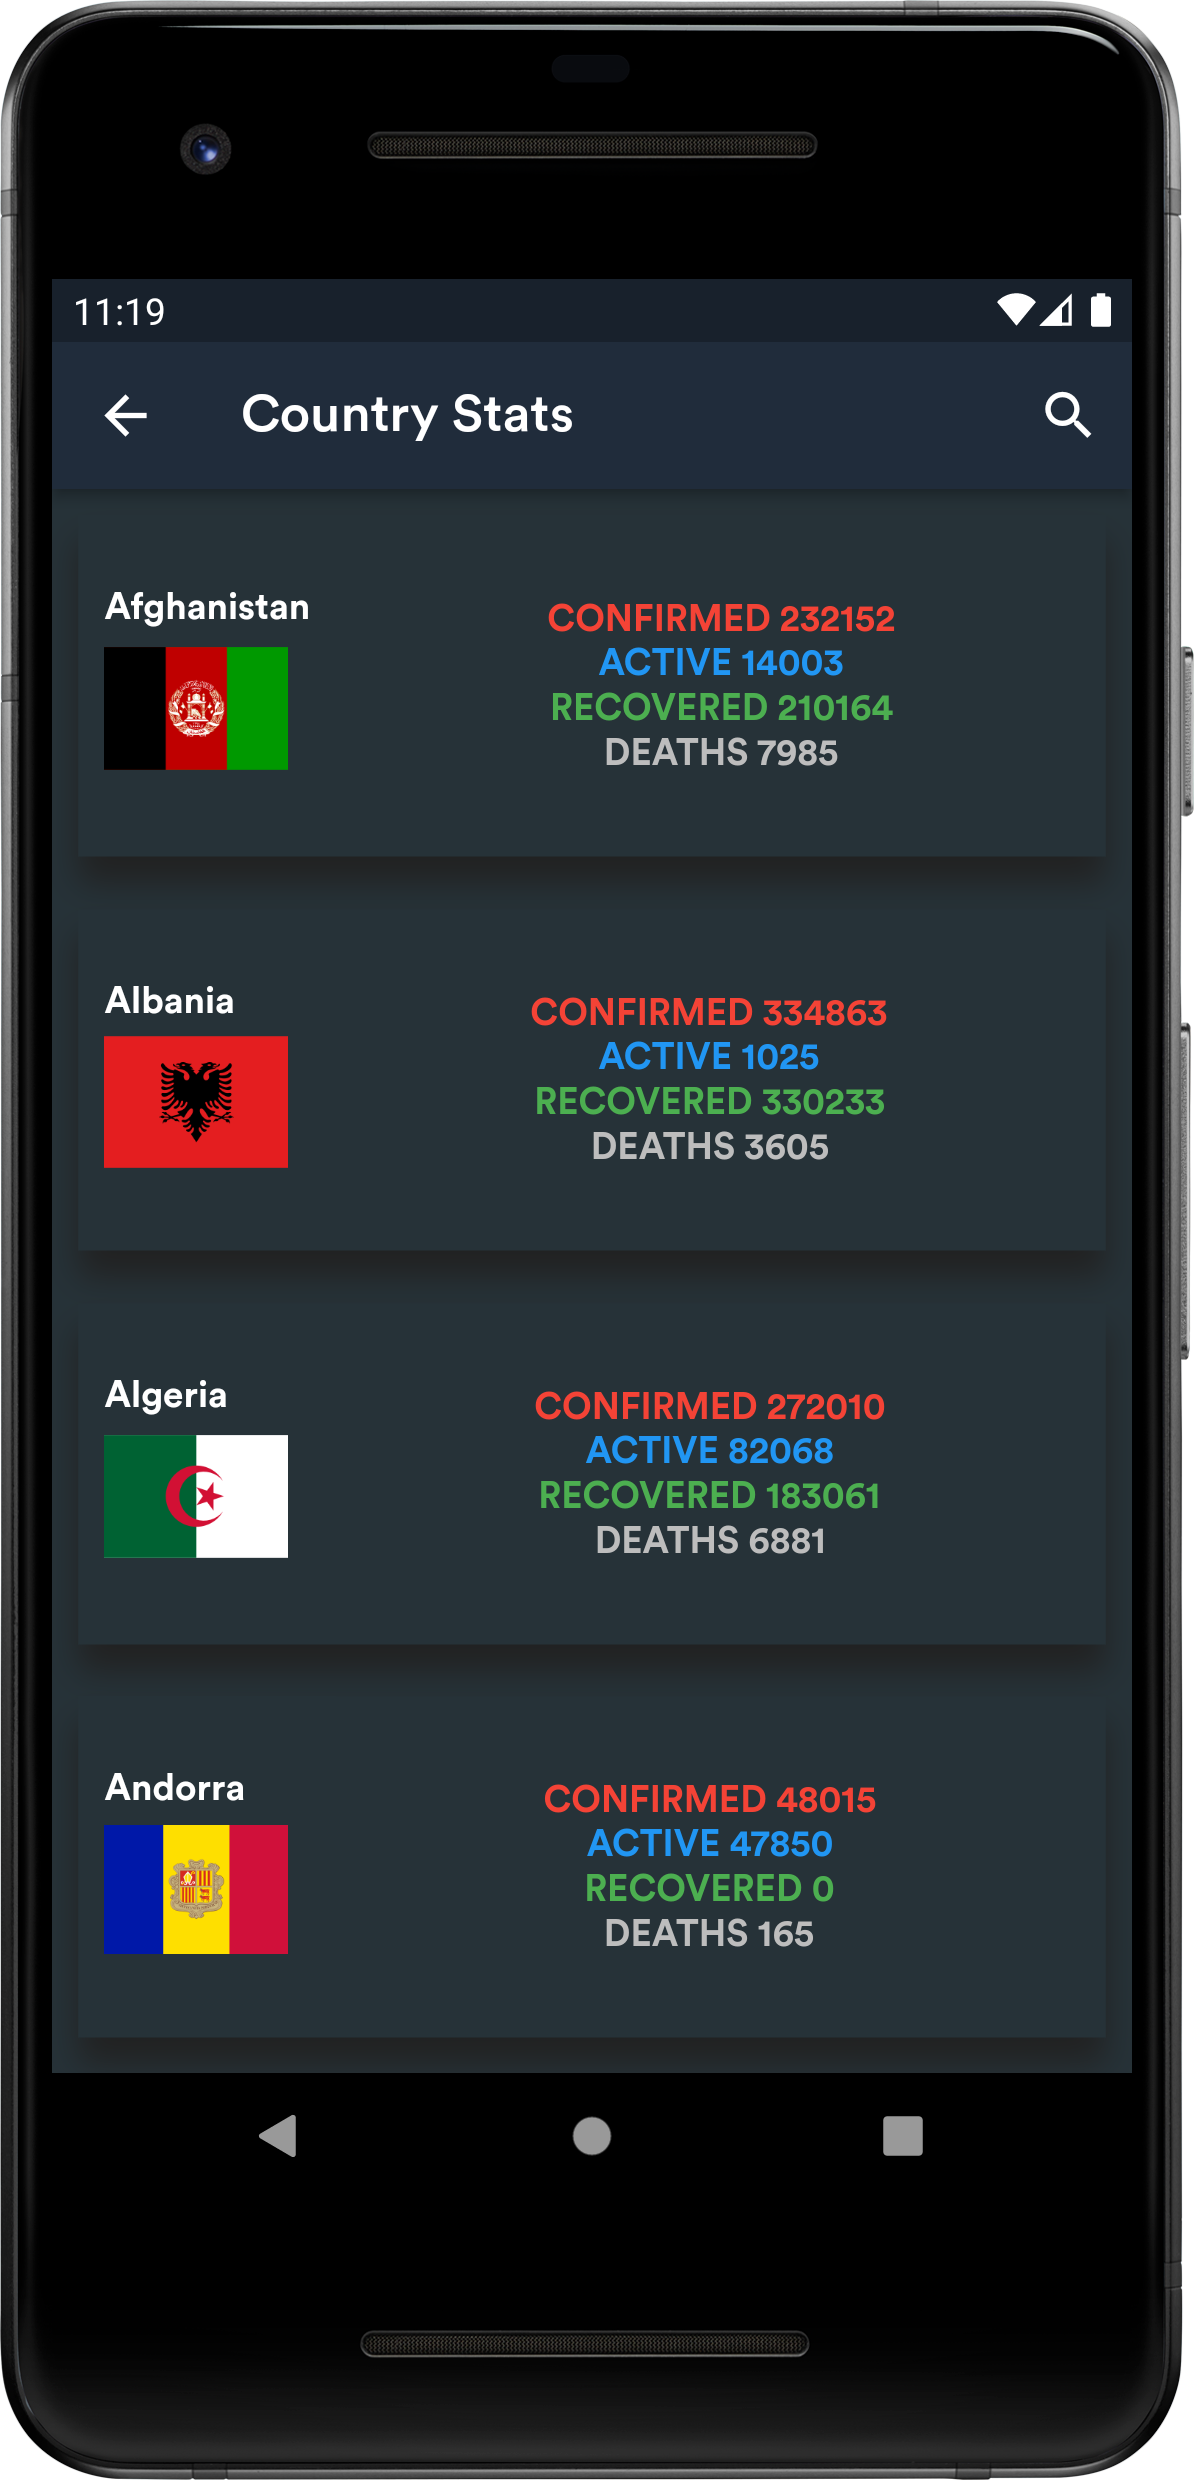 11:19
Country Stats
Afghanistan
CONFIRMED 232152
ACTIVE 14003
RECOVERED 210164
DEATHS 7985
Albania
CONFIRMED 334863
ACTIVE 1025
RECOVERED 330233
DEATHS 3605
Algeria
CONFIRMED 272010
ACTIVE 82068
RECOVERED 183061
DEATHS 6881
Andorra
CONFIRMED 48015
ACTIVE 47850
RECOVERED 0
DEATHS 165